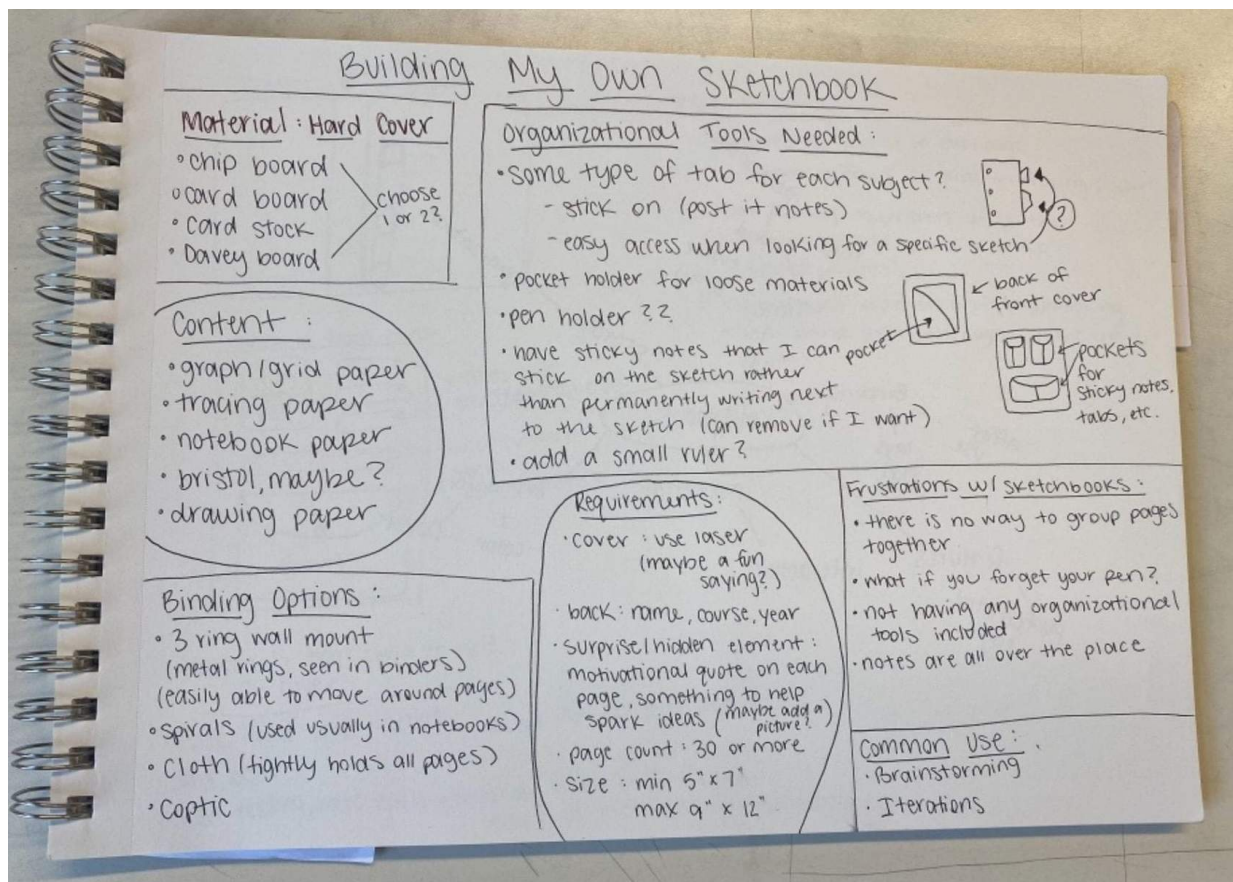 Building My Own Sketchbook
Material: Hard Cover
• chip board
• card board
• card stock
• Davey board
choose
1 or 2?
Organizational Tools Needed:
• some type of tab for each subject?
- stick on (post it notes)
- easy access when looking for a specific sketch
?
• pocket holder for loose materials
• pen holder ??
• have sticky notes that I can
stick on the sketch rather
than permanently writing next
to the sketch (can remove if I want)
• add a small ruler?
pocket
back of
front cover
pockets
for
sticky notes,
tabs, etc.
Content:
• graph/grid paper
• tracing paper
• notebook paper
• bristol, maybe?
• drawing paper
Binding Options:
• 3 ring wall mount
(metal rings, seen in binders)
(easily able to move around pages)
• spirals (used usually in notebooks)
• cloth (tightly holds all pages)
• coptic
Requirements:
• cover: use laser
(maybe a fun
saying?)
• back: name, course, year
• surprise/hidden element:
motivational quote on each
page, something to help
spark ideas (maybe add a
picture?)
• page count: 30 or more
• size: min 5" x 7"
max 9" x 12"
Frustrations w/ sketchbooks:
• there is no way to group pages
together
• what if you forget your pen?
• not having any organizational
tools included
• notes are all over the place
Common Use:
• Brainstorming
• Iterations